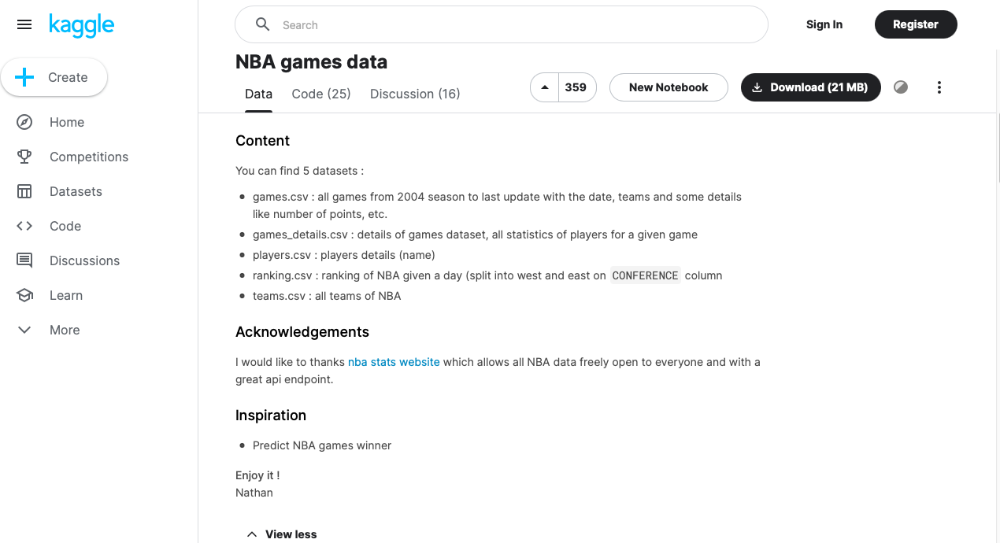 kaggle
Search
Sign In
Register
Create
Home
Competitions
Datasets
Code
Discussions
Learn
More
NBA games data
Data
Code (25)
Discussion (16)
359
New Notebook
Download (21 MB)
Content
You can find 5 datasets :
games.csv : all games from 2004 season to last update with the date, teams and some details
like number of points, etc.
games_details.csv : details of games dataset, all statistics of players for a given game
players.csv : players details (name)
ranking.csv : ranking of NBA given a day (split into west and east on CONFERENCE column
teams.csv : all teams of NBA
Acknowledgements
I would like to thanks nba stats website which allows all NBA data freely open to everyone and with a
great api endpoint.
Inspiration
Predict NBA games winner
Enjoy it !
Nathan
View less